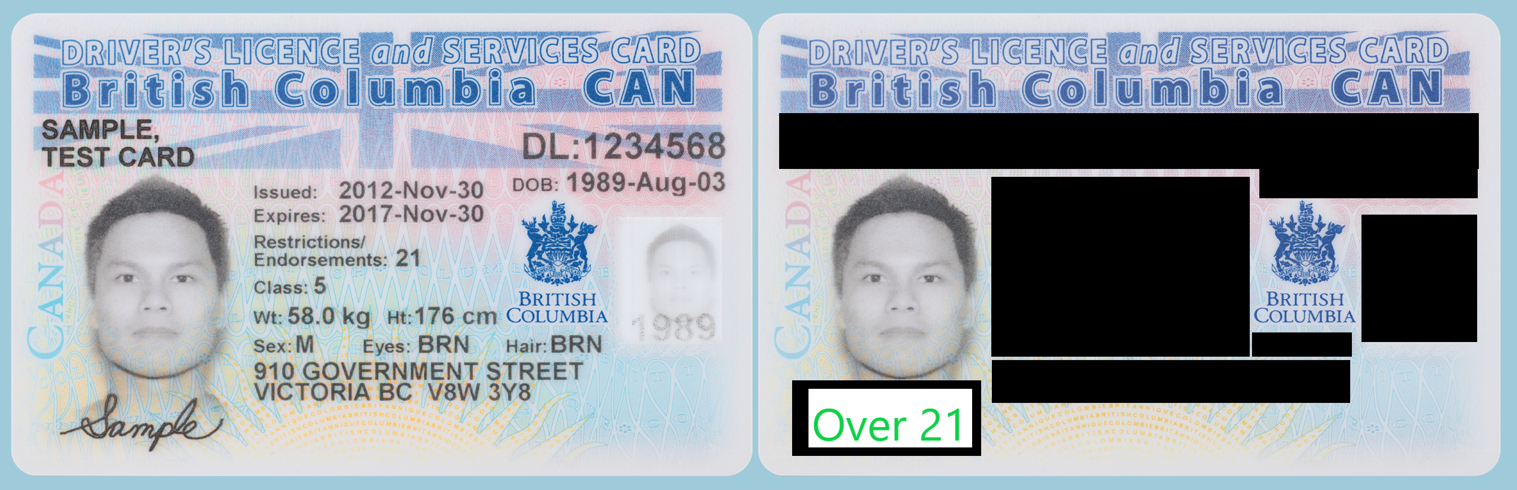 DRIVER'S LICENCE and SERVICES CARD
British Columbia CAN
SAMPLE,
TEST CARD
DL:1234568
Issued: 2012-Nov-30
DOB: 1989-Aug-03
Expires: 2017-Nov-30
Restrictions/
Endorsements: 21
Class: 5
Wt: 58.0 kg Ht: 176 cm
Sex: M Eyes: BRN Hair: BRN
910 GOVERNMENT STREET
VICTORIA BC V8W 3Y8
CANADA
BRITISH
COLUMBIA
1989
Sample
DRIVER'S LICENCE and SERVICES CARD
British Columbia CAN
CANADA
BRITISH
COLUMBIA
Over 21